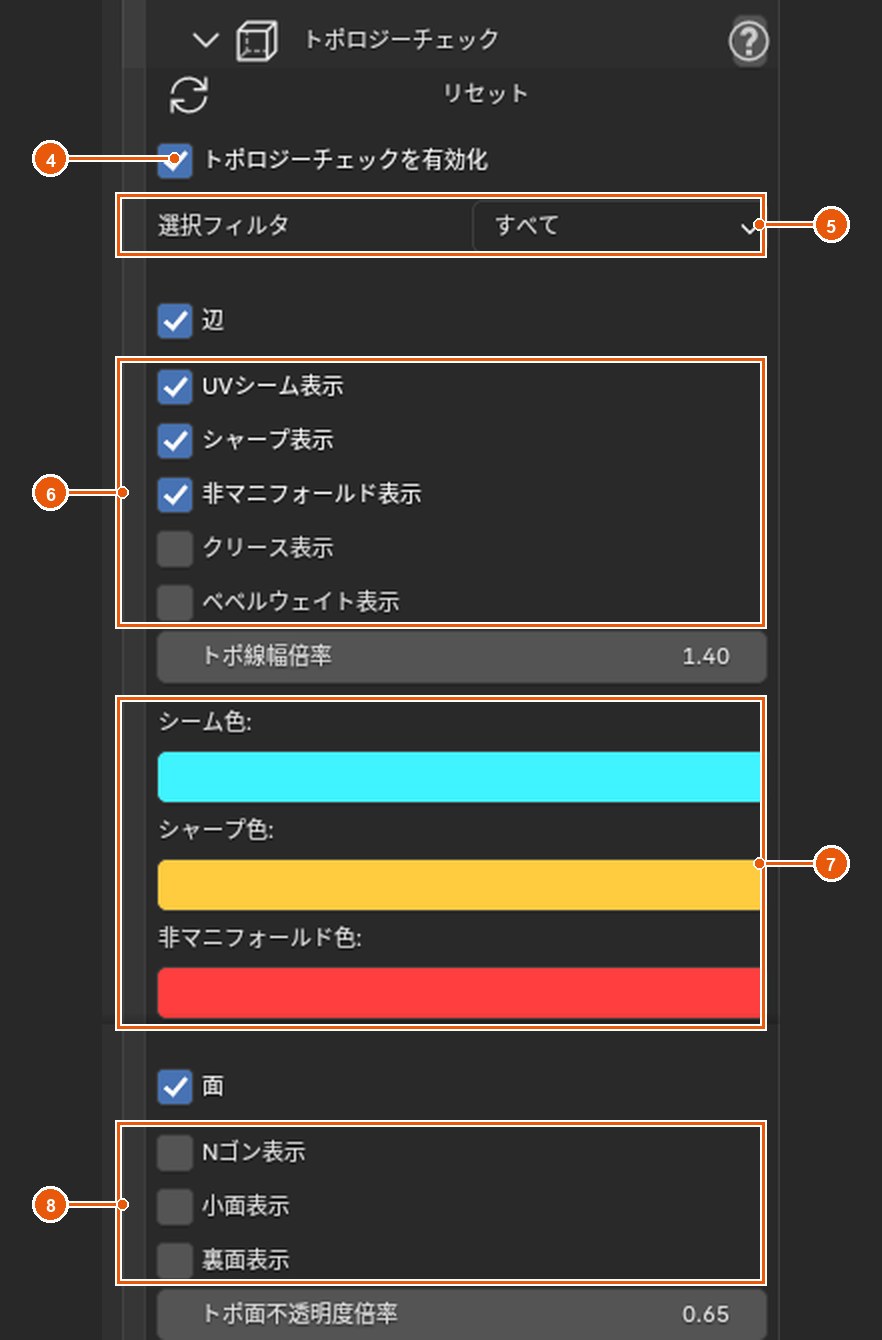 トポロジーチェック
リセット
4 トポロジーチェックを有効化
選択フィルタ すべて 5
辺
UVシーム表示
シャープ表示
6 非マニフォールド表示
クリース表示
ベベルウェイト表示
トポ線幅倍率 1.40
シーム色:
シャープ色:
7
非マニフォールド色:
面
Nゴン表示
8 小面表示
裏面表示
トポ面不透明度倍率 0.65